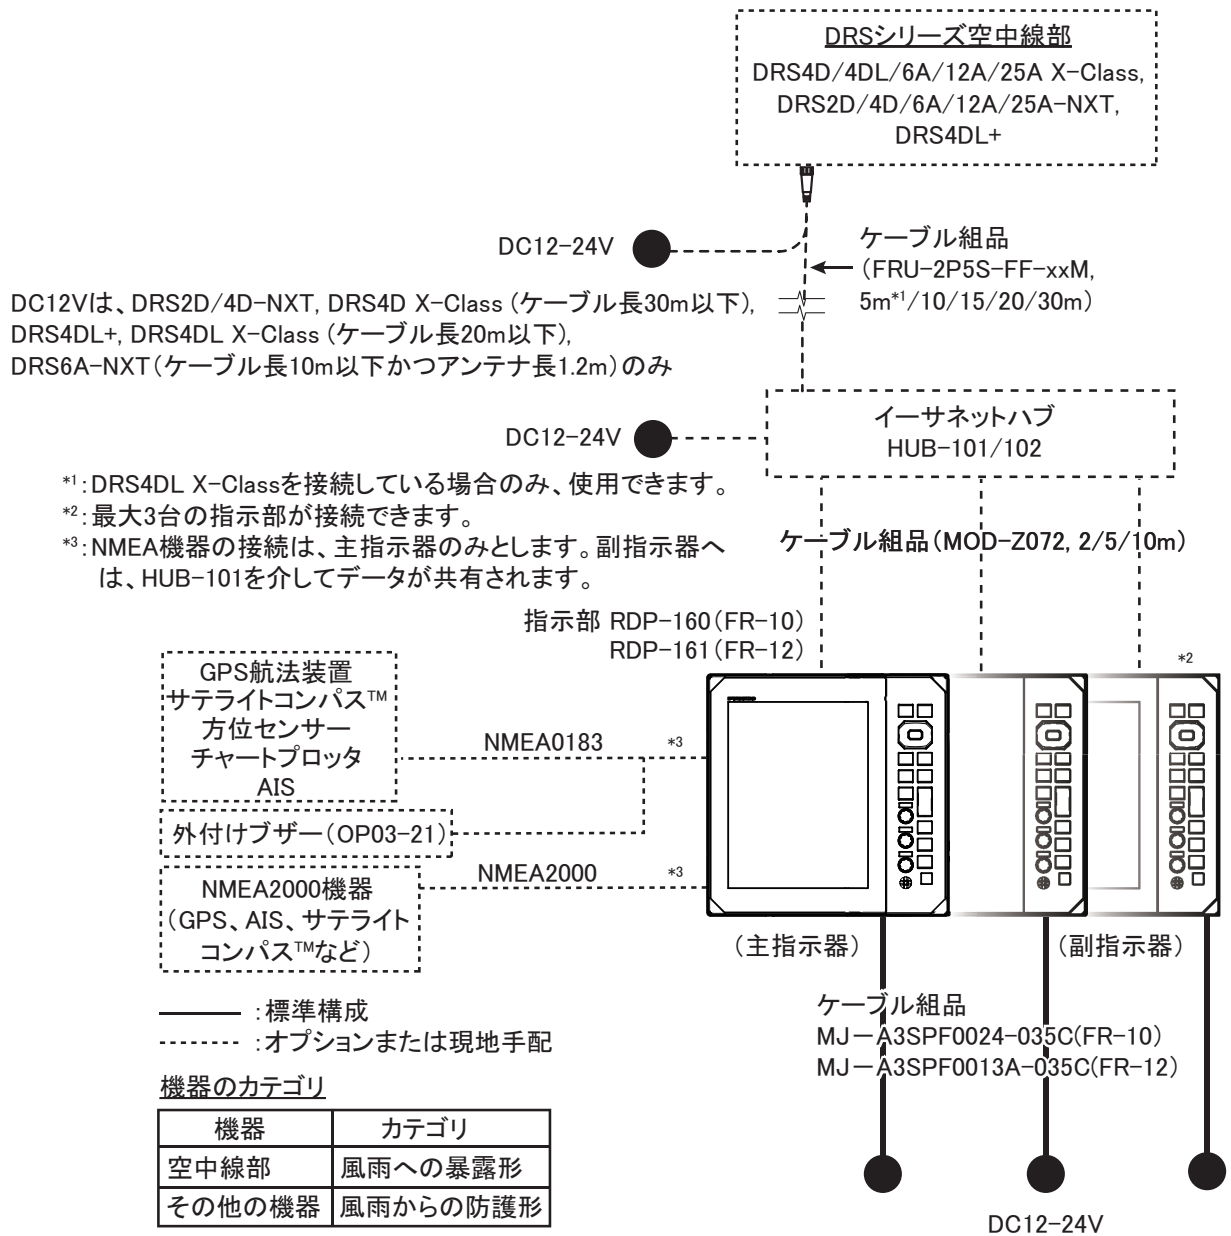 DRSシリーズ空中線部
DRS4D/4DL/6A/12A/25A X-Class,
DRS2D/4D/6A/12A/25A-NXT,
DRS4DL+
DC12-24V
ケーブル組品
(FRU-2P5S-FF-xxM,
5m*1/10/15/20/30m)
DC12Vは、DRS2D/4D-NXT, DRS4D X-Class (ケーブル長30m以下),
DRS4DL+, DRS4DL X-Class (ケーブル長20m以下),
DRS6A-NXT(ケーブル長10m以下かつアンテナ長1.2m)のみ
イーサネットハブ
HUB-101/102
DC12-24V
*1:DRS4DL X-Classを接続している場合のみ、使用できます。
*2:最大3台の指示部が接続できます。
*3:NMEA機器の接続は、主指示器のみとします。副指示器へ
は、HUB-101を介してデータが共有されます。
ケーブル組品(MOD-Z072, 2/5/10m)
指示部 RDP-160(FR-10)
RDP-161(FR-12)
*2
GPS航法装置
サテライトコンパス™
方位センサー
チャートプロッタ
AIS
NMEA0183
*3
外付けブザー(OP03-21)
NMEA2000機器
(GPS、AIS、サテライト
コンパス™など)
NMEA2000
*3
(主指示器)
(副指示器)
ケーブル組品
MJ-A3SPF0024-035C(FR-10)
MJ-A3SPF0013A-035C(FR-12)
:標準構成
:オプションまたは現地手配
機器のカテゴリ
機器 カテゴリ
空中線部 風雨への暴露形
その他の機器 風雨からの防護形
DC12-24V